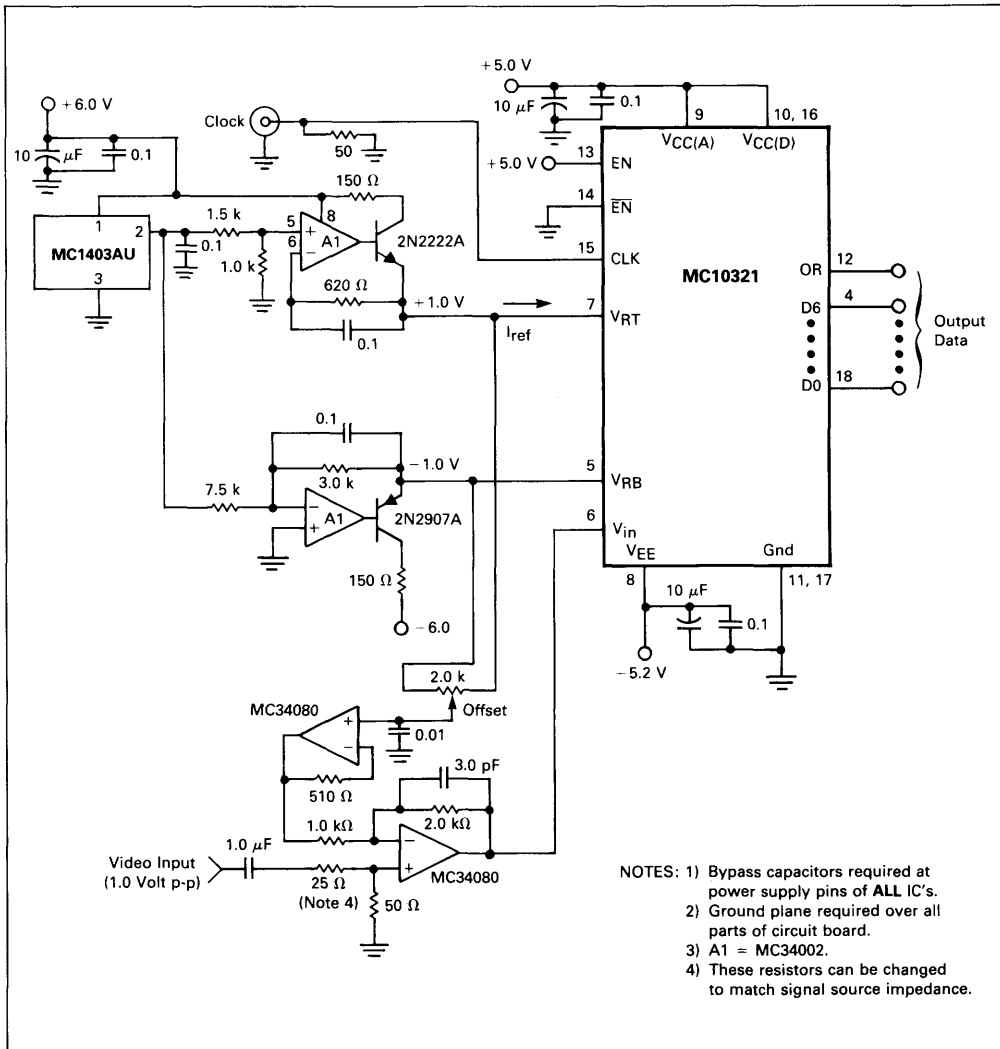 +5.0 V
10 μF
0.1
9
10, 16
VCC(A)
VCC(D)
+6.0 V
10 μF
0.1
Clock
50
+5.0 V
13
EN
14
EN
150 Ω
1
2
MC1403AU
3
1.5 k
0.1
1.0 k
5
+
8
6
−
A1
2N2222A
15
CLK
MC10321
OR
12
D6
4
D0
18
Output
Data
620 Ω
+1.0 V
0.1
Iref
7
VRT
0.1
3.0 k
−1.0 V
7.5 k
−
+
A1
2N2907A
150 Ω
−6.0
5
VRB
6
Vin
VEE
8
Gnd
11, 17
10 μF
0.1
−5.2 V
2.0 k
Offset
MC34080
+
−
0.01
510 Ω
3.0 pF
1.0 kΩ
2.0 kΩ
−
+
MC34080
Video Input
(1.0 Volt p-p)
1.0 μF
25 Ω
(Note 4)
50 Ω
NOTES: 1) Bypass capacitors required at
power supply pins of ALL IC's.
2) Ground plane required over all
parts of circuit board.
3) A1 = MC34002.
4) These resistors can be changed
to match signal source impedance.